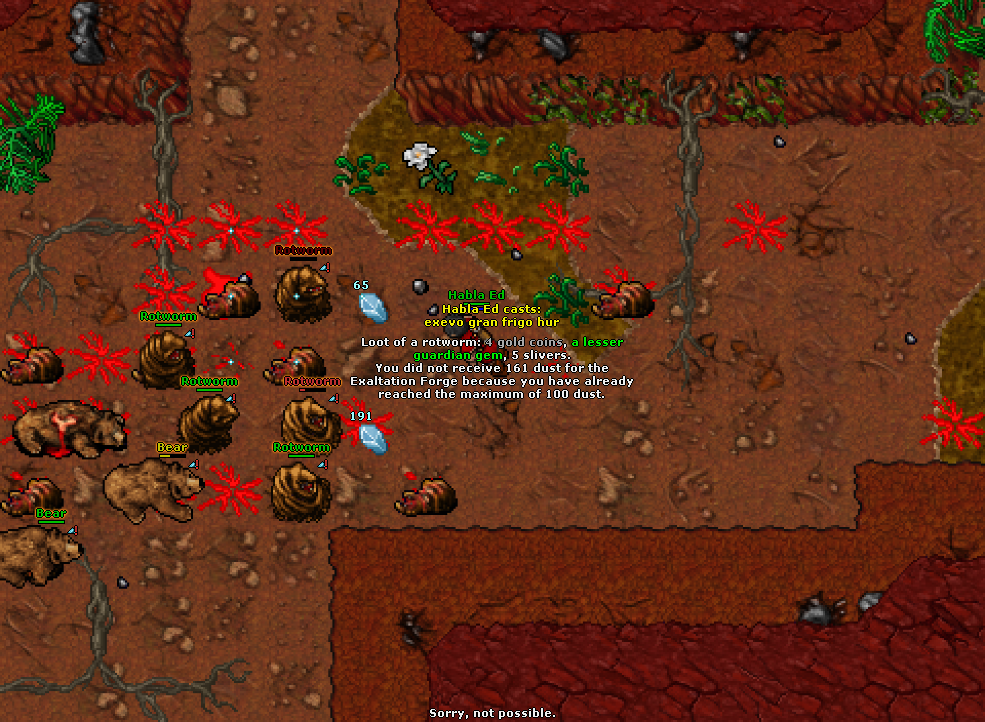 Rotworm
65
Habla Ed
Habla Ed casts:
exevo gran frigo hur
Rotworm
Loot of a rotworm: 4 gold coins, a lesser
guardian gem, 5 slivers.
You did not receive 161 dust for the
Exaltation Forge because you have already
reached the maximum of 100 dust.
Rotworm
Rotworm
191
Bear
Rotworm
Bear
Sorry, not possible.